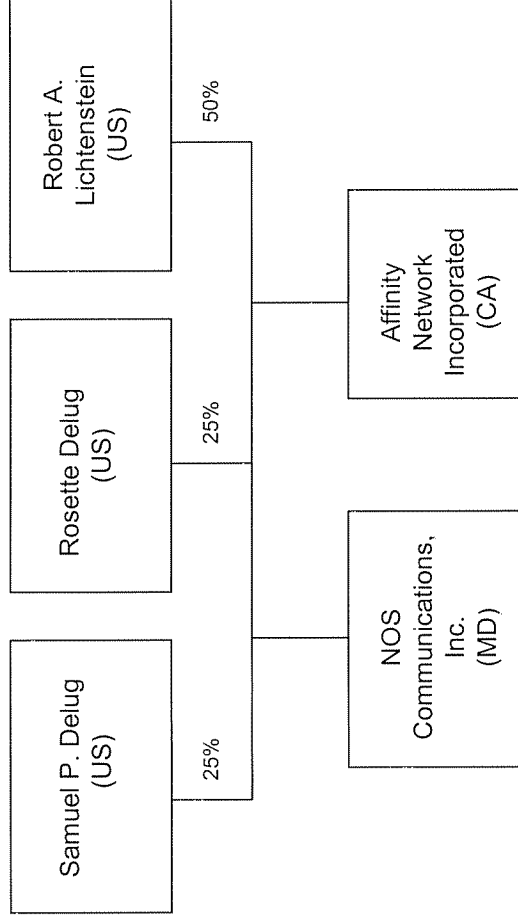 Samuel P. Delug
(US)
Rosette Delug
(US)
Robert A.
Lichtenstein
(US)
25%
25%
50%
NOS
Communications,
Inc.
(MD)
Affinity
Network
Incorporated
(CA)